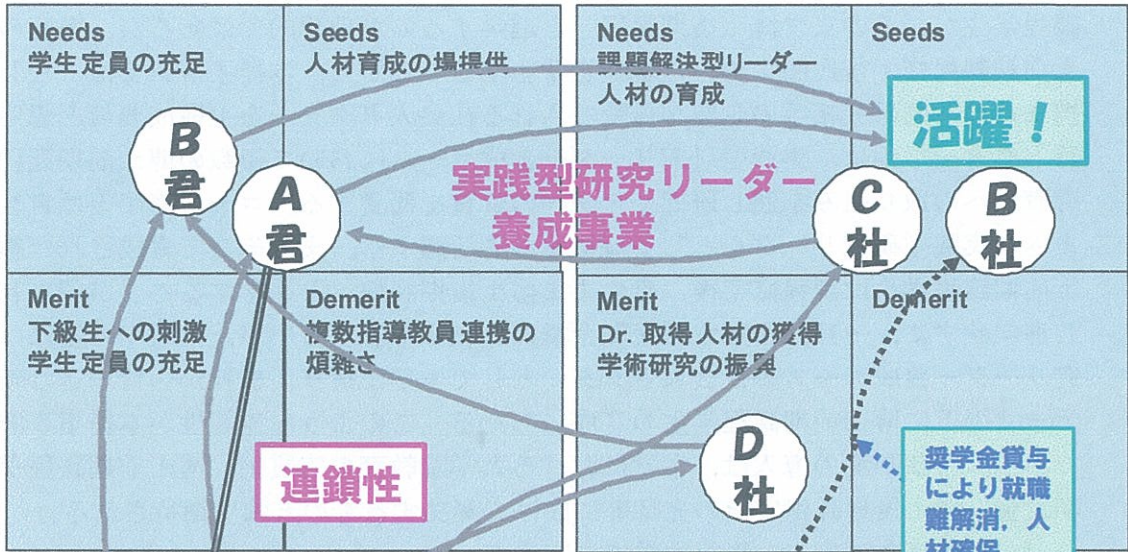 Needs
学生定員の充足
Seeds
人材育成の場提供
Needs
課題解決型リーダー
人材の育成
Seeds
活躍！
B
君
A
君
実践型研究リーダー
養成事業
C
社
B
社
Merit
下級生への刺激
学生定員の充足
Demerit
複数指導教員連携の
煩雑さ
Merit
Dr. 取得人材の獲得
学術研究の振興
Demerit
連鎖性
D
社
奨学金貸与
により就職
難解消，人
材確保